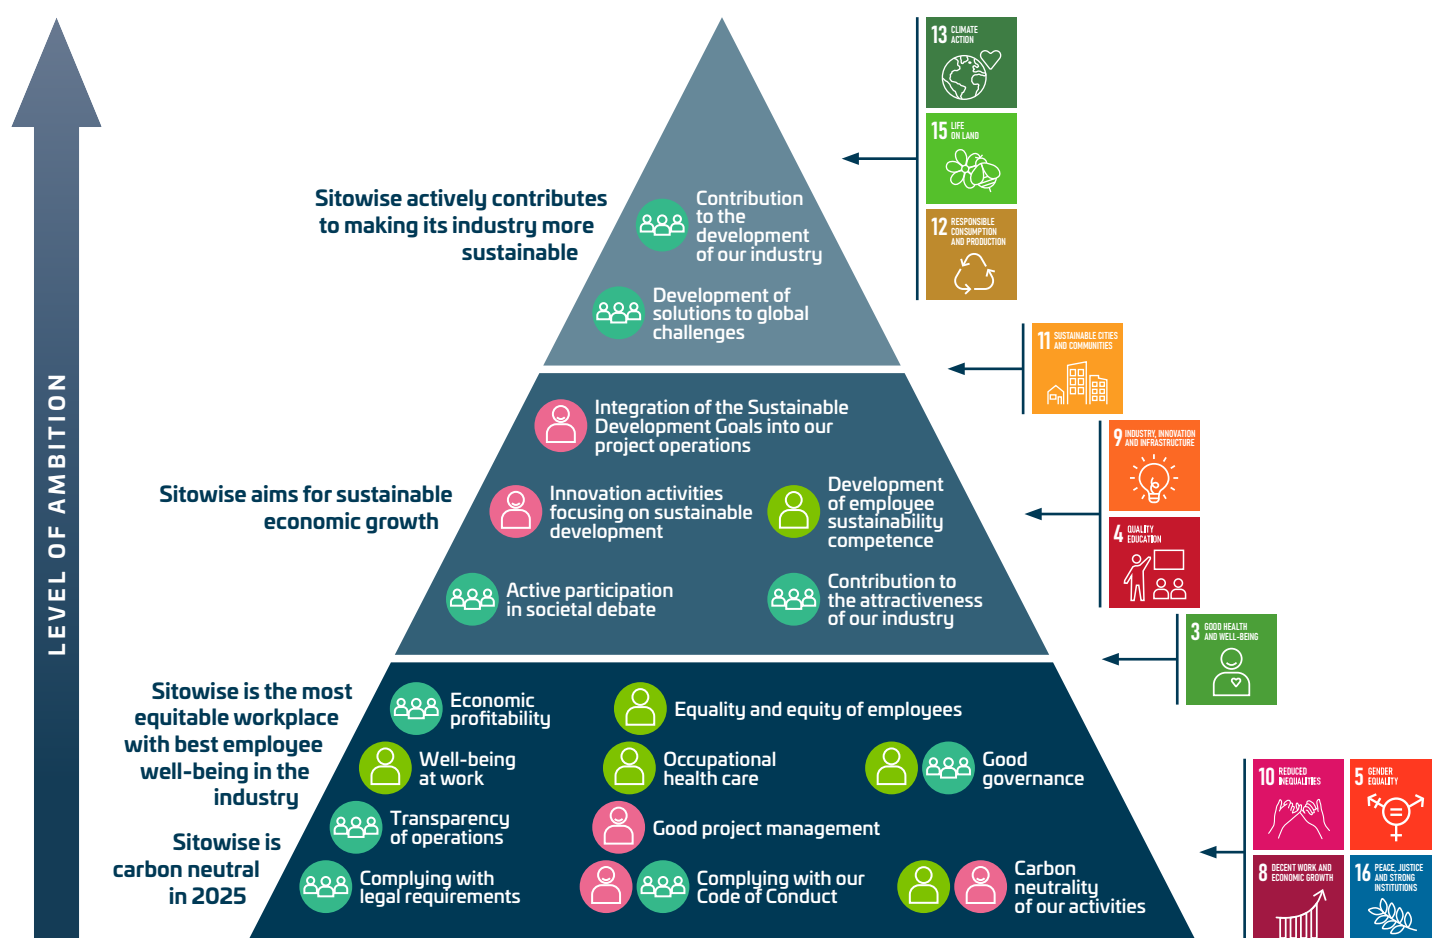 LEVEL OF AMBITION
Sitowise actively contributes
to making its industry more
sustainable
Contribution
to the
development
of our industry
Development of
solutions to global
challenges
13 CLIMATE
ACTION
15 LIFE
ON LAND
12 RESPONSIBLE
CONSUMPTION
AND PRODUCTION
11 SUSTAINABLE CITIES
AND COMMUNITIES
Sitowise aims for sustainable
economic growth
Integration of the Sustainable
Development Goals into our
project operations
Innovation activities
focusing on sustainable
development
Development
of employee
sustainability
competence
Active participation
in societal debate
Contribution to
the attractiveness
of our industry
9 INDUSTRY, INNOVATION
AND INFRASTRUCTURE
4 QUALITY
EDUCATION
3 GOOD HEALTH
AND WELL-BEING
Sitowise is the most
equitable workplace
with best employee
well-being in the
industry
Sitowise is
carbon neutral
in 2025
Economic
profitability
Equality and equity of employees
Well-being
at work
Occupational
health care
Good
governance
Transparency
of operations
Good project management
Complying with
legal requirements
Complying with our
Code of Conduct
Carbon
neutrality
of our activities
10 REDUCED
INEQUALITIES
5 GENDER
EQUALITY
8 DECENT WORK AND
ECONOMIC GROWTH
16 PEACE, JUSTICE
AND STRONG
INSTITUTIONS